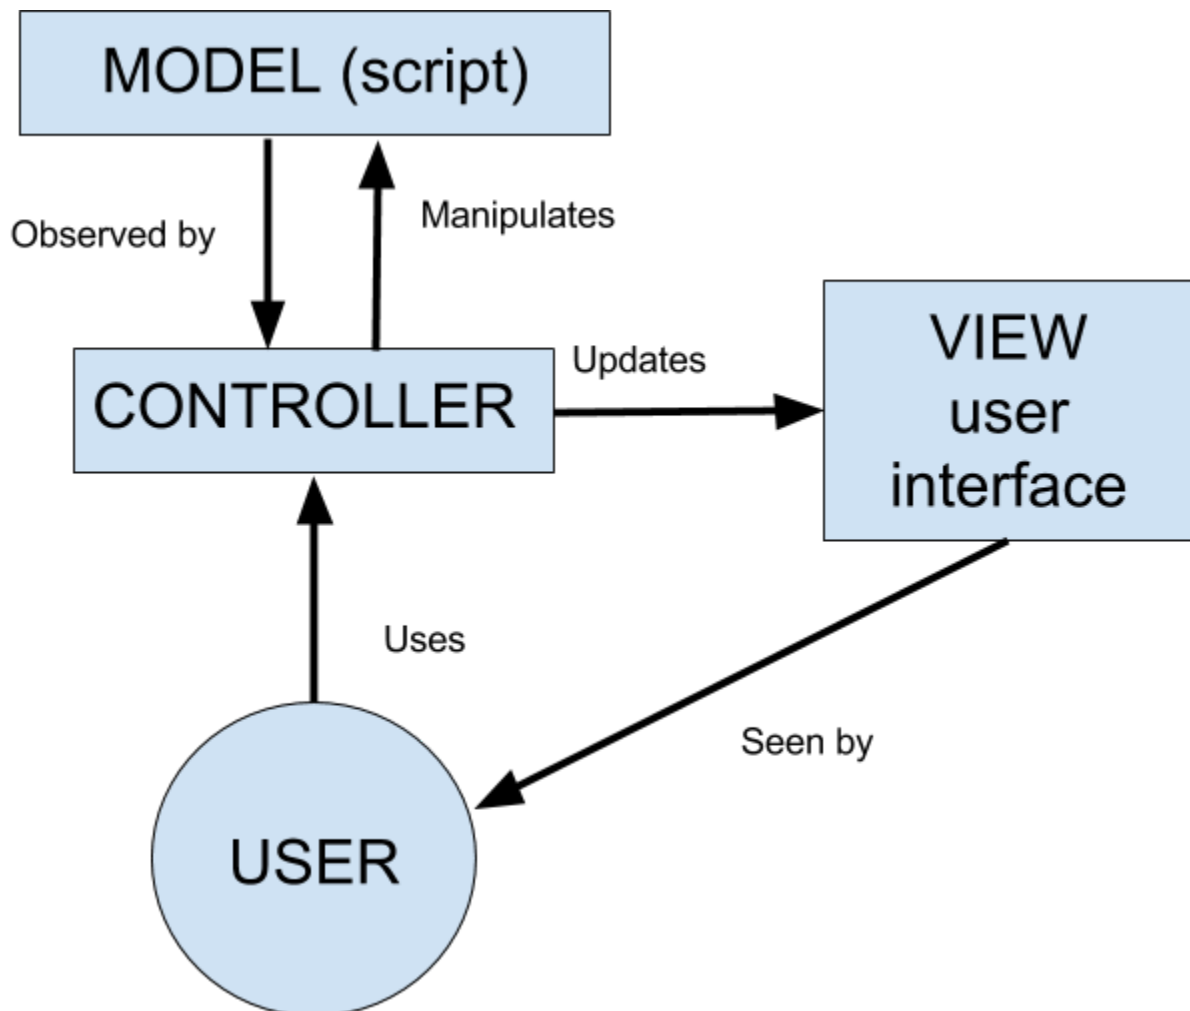 MODEL (script)
Observed by
Manipulates
CONTROLLER
Updates
VIEW
user
interface
Uses
Seen by
USER